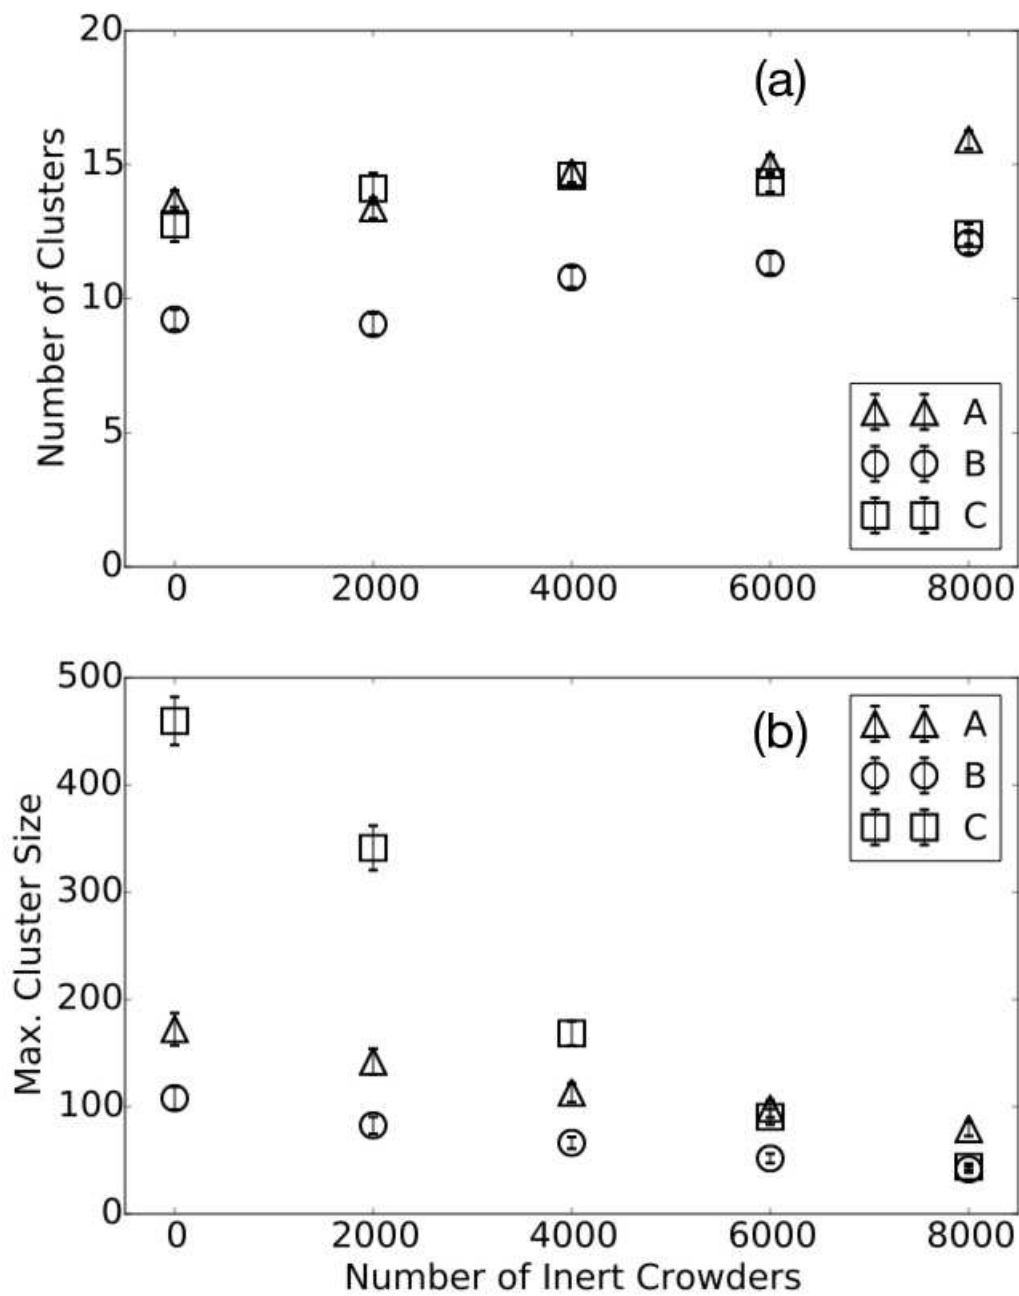 20
(a)
15
10
5
0
Number of Clusters
A
B
C
0 2000 4000 6000 8000
500
(b)
400
300
200
100
0
Max. Cluster Size
A
B
C
0 2000 4000 6000 8000
Number of Inert Crowders